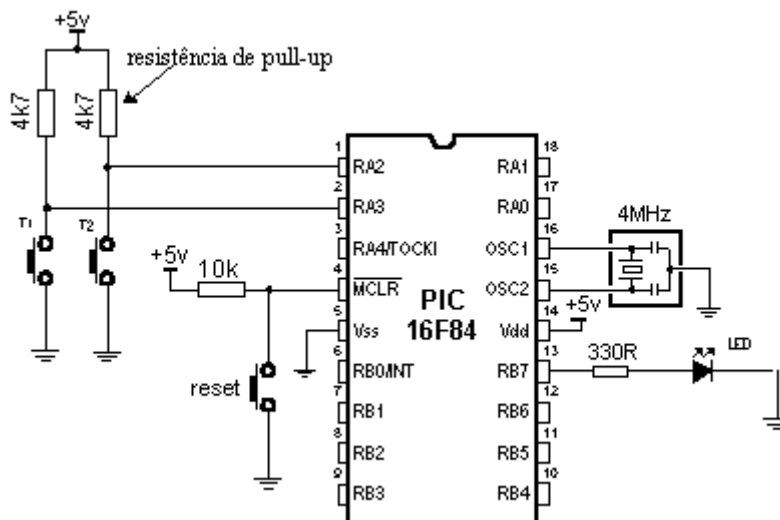 +5v
resistência de pull-up
4k7
4k7
T1
T2
+5v
10k
reset
1
RA2
2
RA3
3
RA4/TOCKI
4
MCLR
5
Vss
6
RB0/INT
7
RB1
8
RB2
9
RB3
PIC
16F84
18
RA1
17
RA0
16
OSC1
15
OSC2
14
Vdd
13
RB7
12
RB6
11
RB5
10
RB4
4MHz
+5v
330R
LED